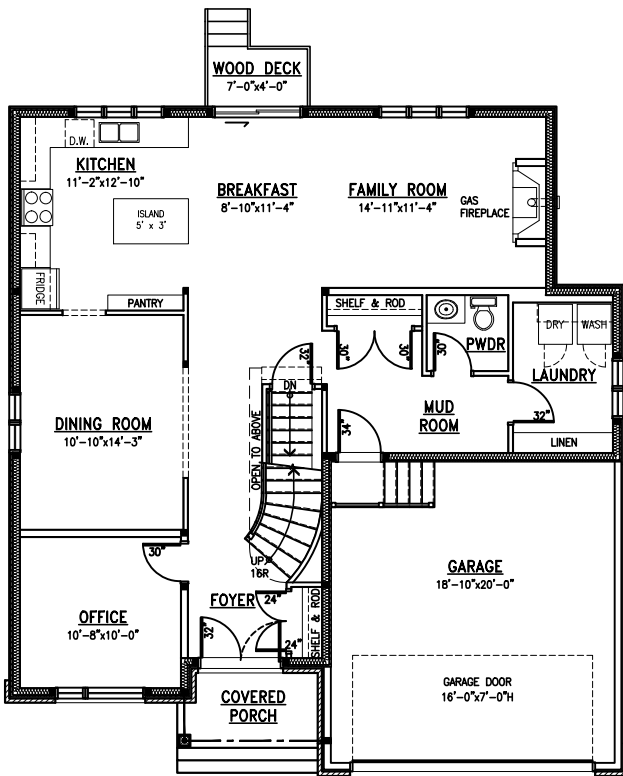 WOOD DECK
7'-0"x4'-0"
D.W.
KITCHEN
11'-2"x12'-10"
BREAKFAST
8'-10"x11'-4"
FAMILY ROOM
14'-11"x11'-4"
GAS
FIREPLACE
ISLAND
5' x 3'
FRIDGE
PANTRY
SHELF & ROD
30"
30"
PWDR
30"
DRY
WASH
LAUNDRY
32"
LINEN
MUD
ROOM
34"
32"
DN
OPEN TO ABOVE
DINING ROOM
10'-10"x14'-3"
UP
16R
30"
OFFICE
10'-8"x10'-0"
FOYER
24"
32"
24"
SHELF & ROD
GARAGE
18'-10"x20'-0"
GARAGE DOOR
16'-0"x7'-0"H
COVERED
PORCH